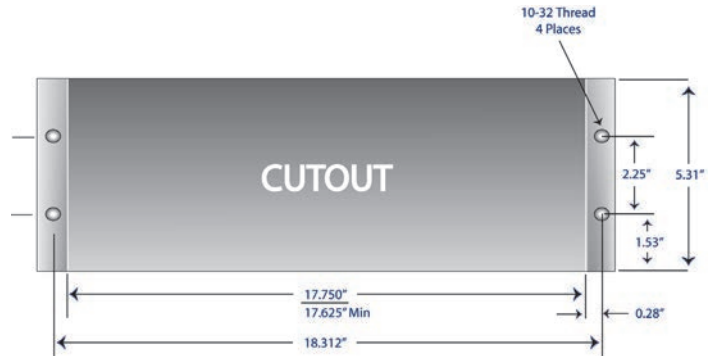 10-32 Thread
4 Places
CUTOUT
2.25"
5.31"
1.53"
17.750"
17.625" Min
0.28"
18.312"